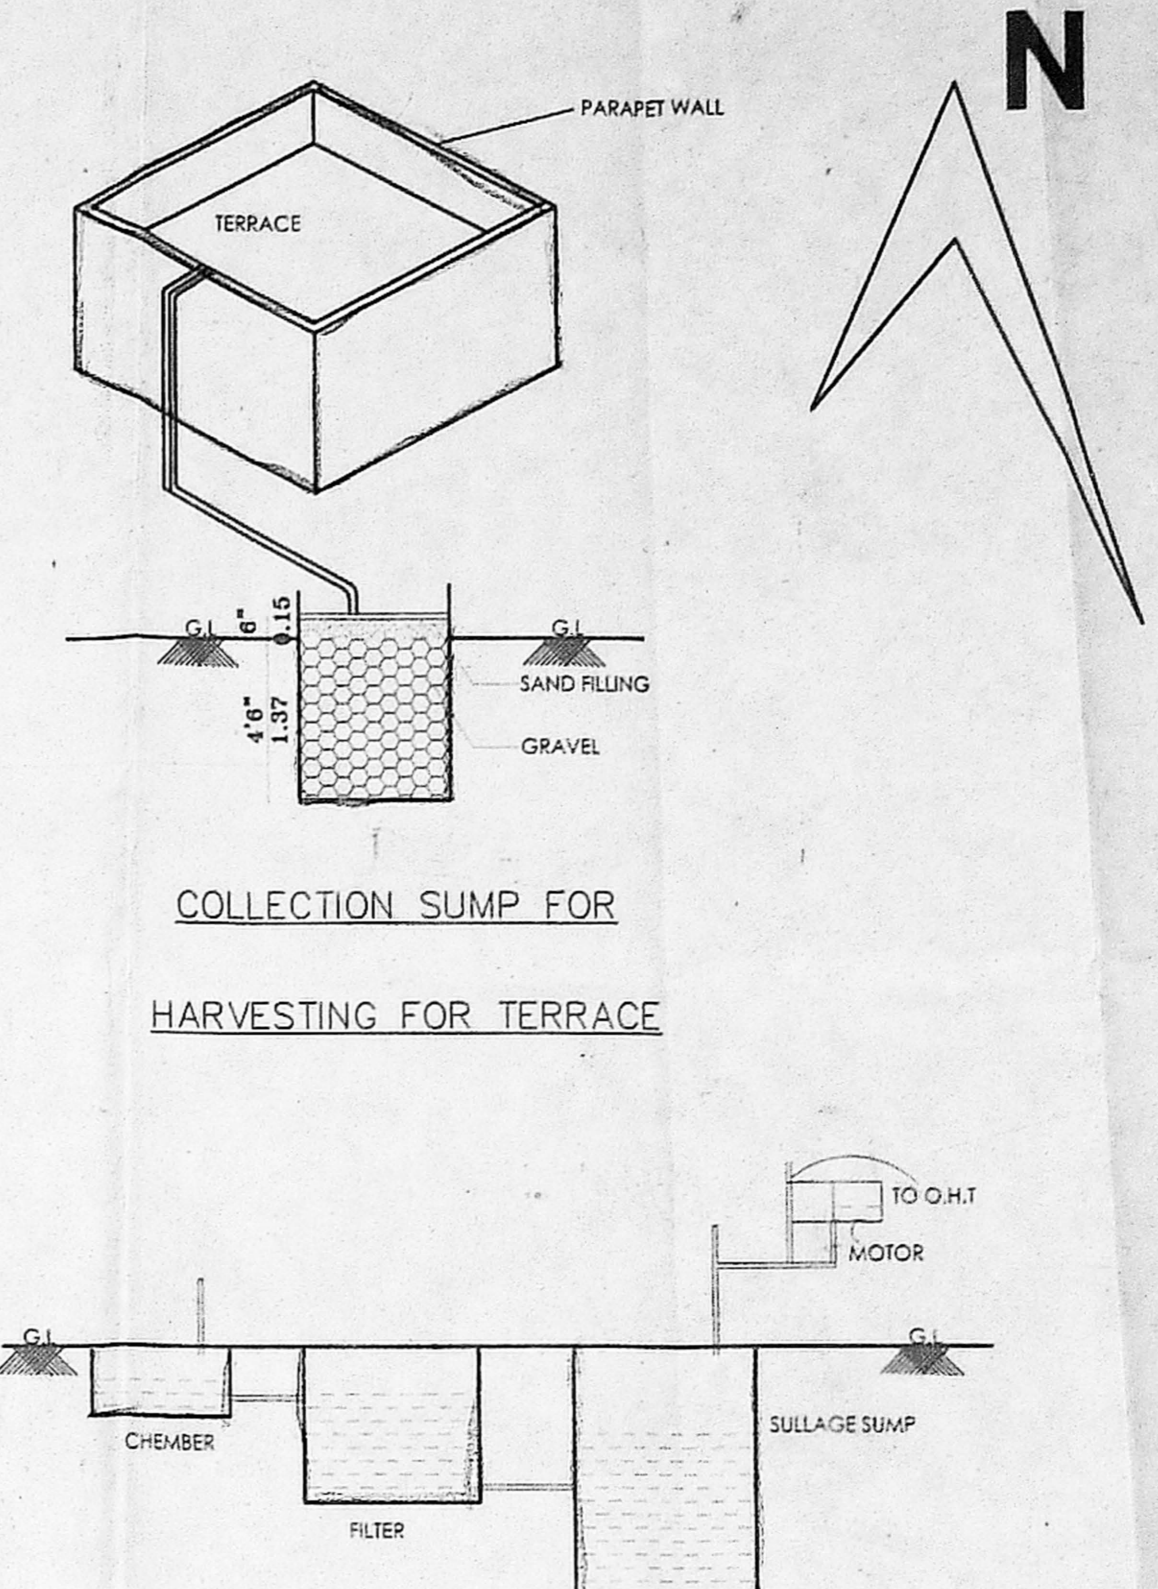 N
PARAPET WALL
TERRACE
6"
0.15
G.L
G.L
SAND FILLING
4'6"
1.37
GRAVEL
COLLECTION SUMP FOR
HARVESTING FOR TERRACE
TO O.H.T
MOTOR
G.L
G.L
SULLAGE SUMP
CHEMBER
FILTER